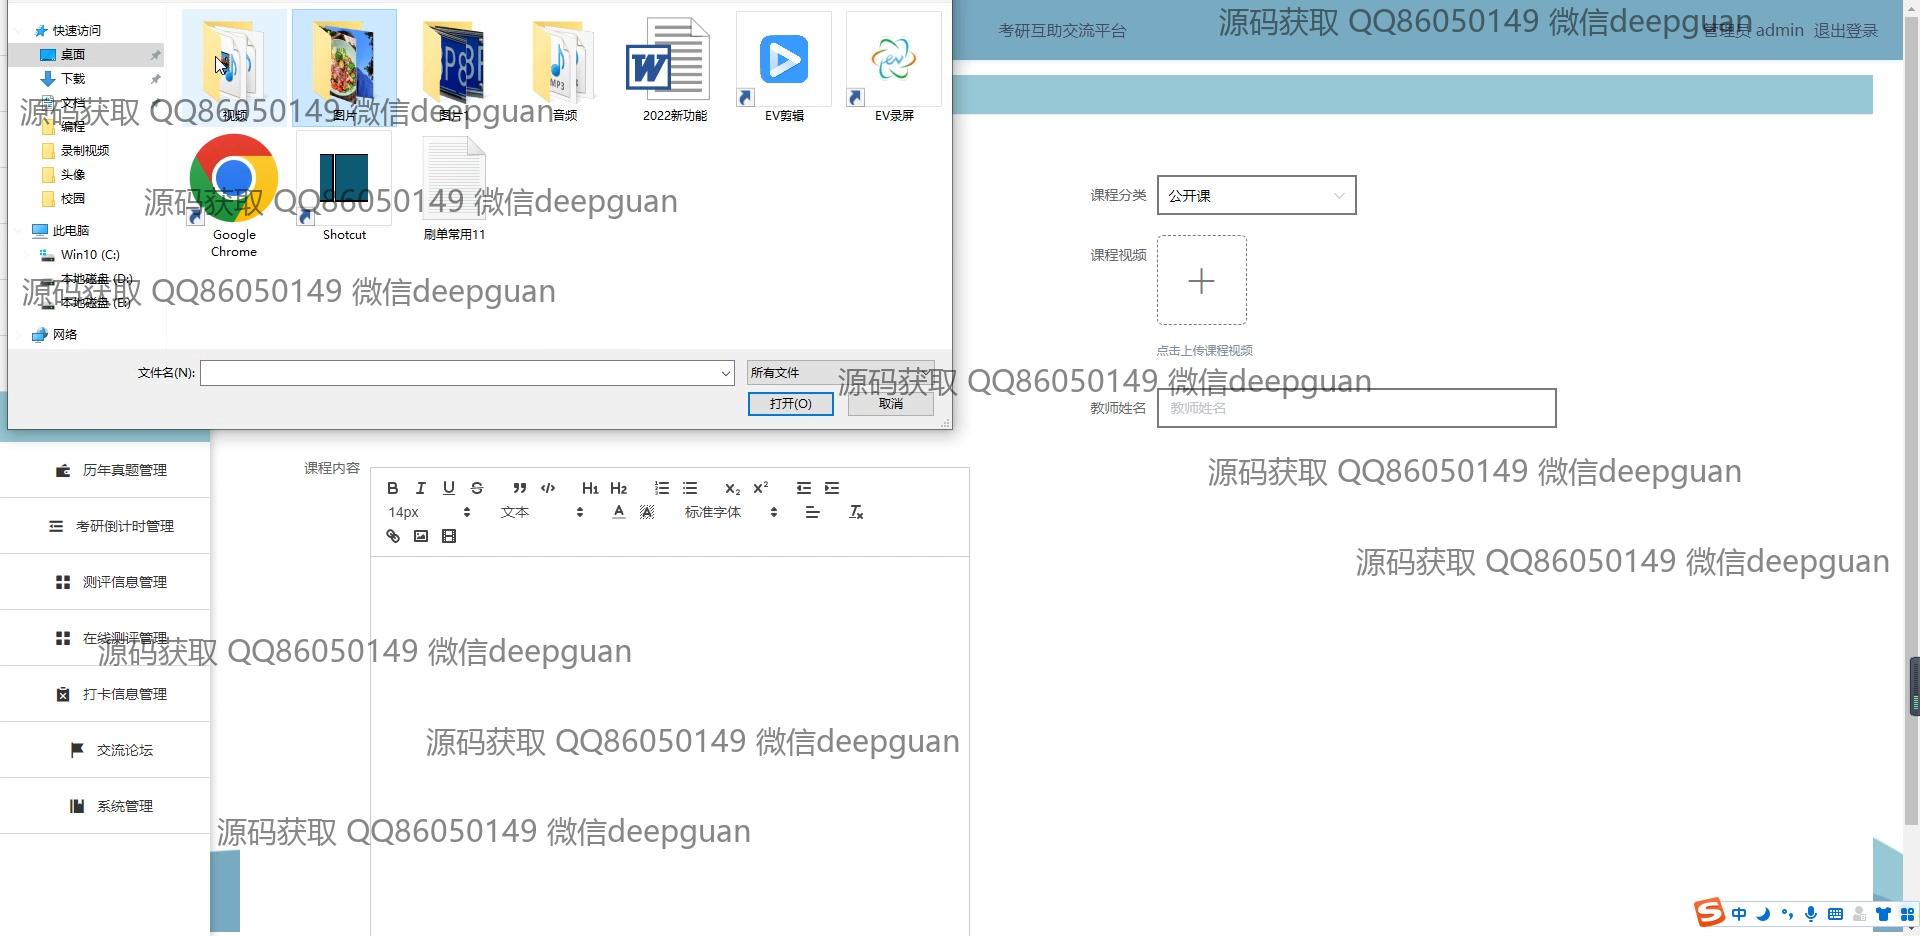 考研互助交流平台
管理员 admin 退出登录
快速访问
桌面
下载
文档
编程
录制视频
头像
校园
此电脑
Win10 (C:)
本地磁盘 (D:)
本地磁盘 (E:)
网络
视频
图片
图片1
音频
2022新功能
EV剪辑
EV录屏
Google
Chrome
Shotcut
刷单常用11
文件名(N):
所有文件
打开(O)
取消
课程分类
公开课
课程视频
点击上传课程视频
教师姓名
教师姓名
历年真题管理
考研倒计时管理
测评信息管理
在线测评管理
打卡信息管理
交流论坛
系统管理
课程内容
B I U S H1 H2 X2 X2
14px 文本 A 标准字体
中
源码获取 QQ86050149 微信deepguan
源码获取 QQ86050149 微信deepguan
源码获取 QQ86050149 微信deepguan
源码获取 QQ86050149 微信deepguan
源码获取 QQ86050149 微信deepguan
源码获取 QQ86050149 微信deepguan
源码获取 QQ86050149 微信deepguan
源码获取 QQ86050149 微信deepguan
源码获取 QQ86050149 微信deepguan
源码获取 QQ86050149 微信deepguan